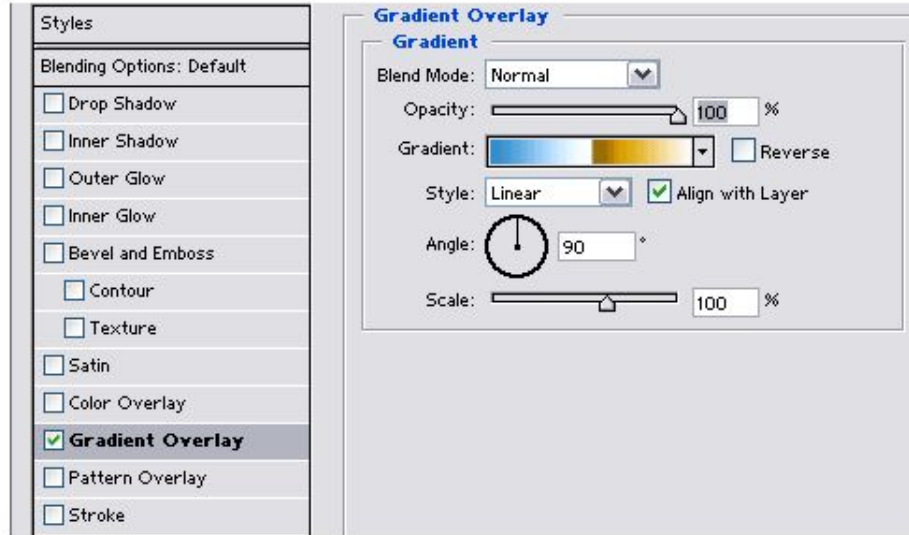 Styles
Blending Options: Default
Drop Shadow
Inner Shadow
Outer Glow
Inner Glow
Bevel and Emboss
Contour
Texture
Satin
Color Overlay
Gradient Overlay
Pattern Overlay
Stroke
Gradient Overlay
Gradient
Blend Mode: Normal
Opacity: 100 %
Gradient: Reverse
Style: Linear Align with Layer
Angle: 90 °
Scale: 100 %